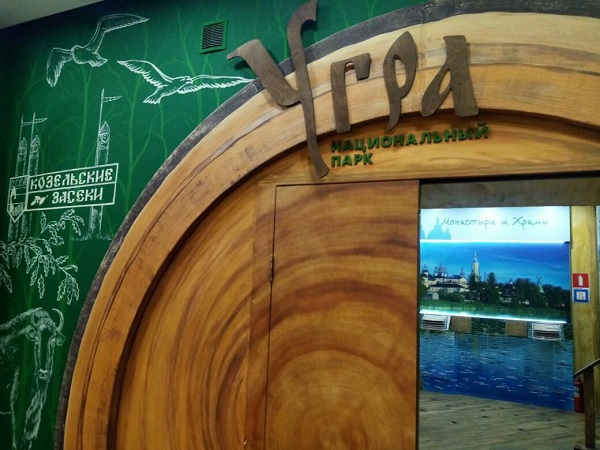 Угра
НАЦИОНАЛЬНЫЙ
ПАРК
КОЗЕЛЬСКИЕ
ЗАСЕКИ
Монастыри и Храмы